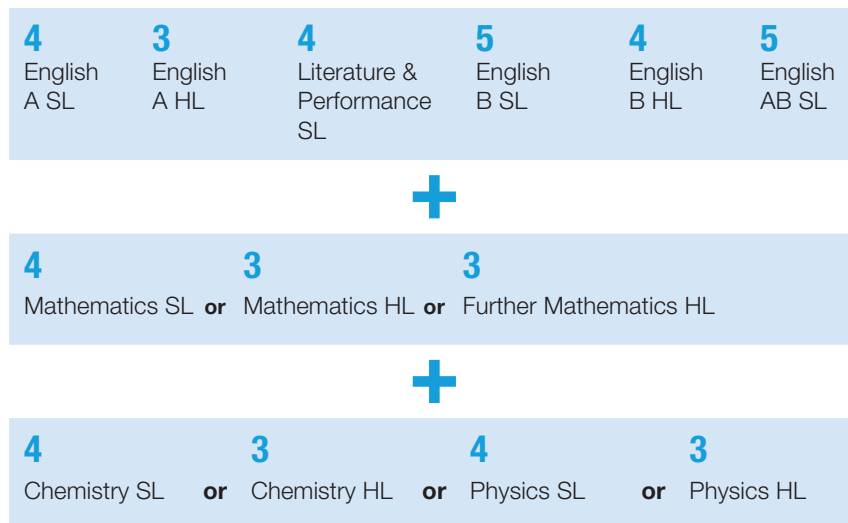 4 3 4 5 4 5
English English Literature & English English English
A SL A HL Performance B SL B HL AB SL
SL
+
4 3 3
Mathematics SL or Mathematics HL or Further Mathematics HL
+
4 3 4 3
Chemistry SL or Chemistry HL or Physics SL or Physics HL